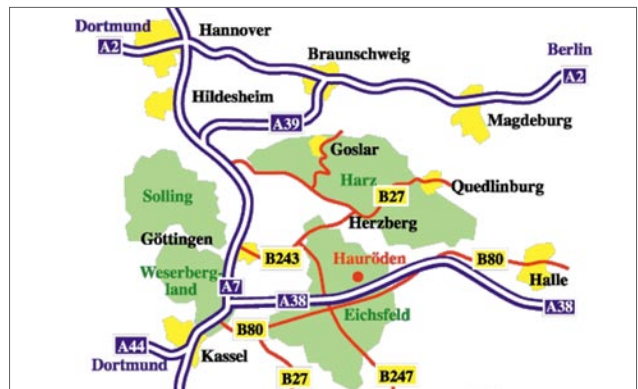 Dortmund
Hannover
A2
Braunschweig
Berlin
A2
Hildesheim
A39
Magdeburg
Goslar
Solling
Harz
Quedlinburg
B27
Herzberg
Göttingen
B243
Hauröden
B80
Weserberg-
land
Halle
A7
A38
Eichsfeld
A38
A44
B80
Dortmund
Kassel
B27
B247